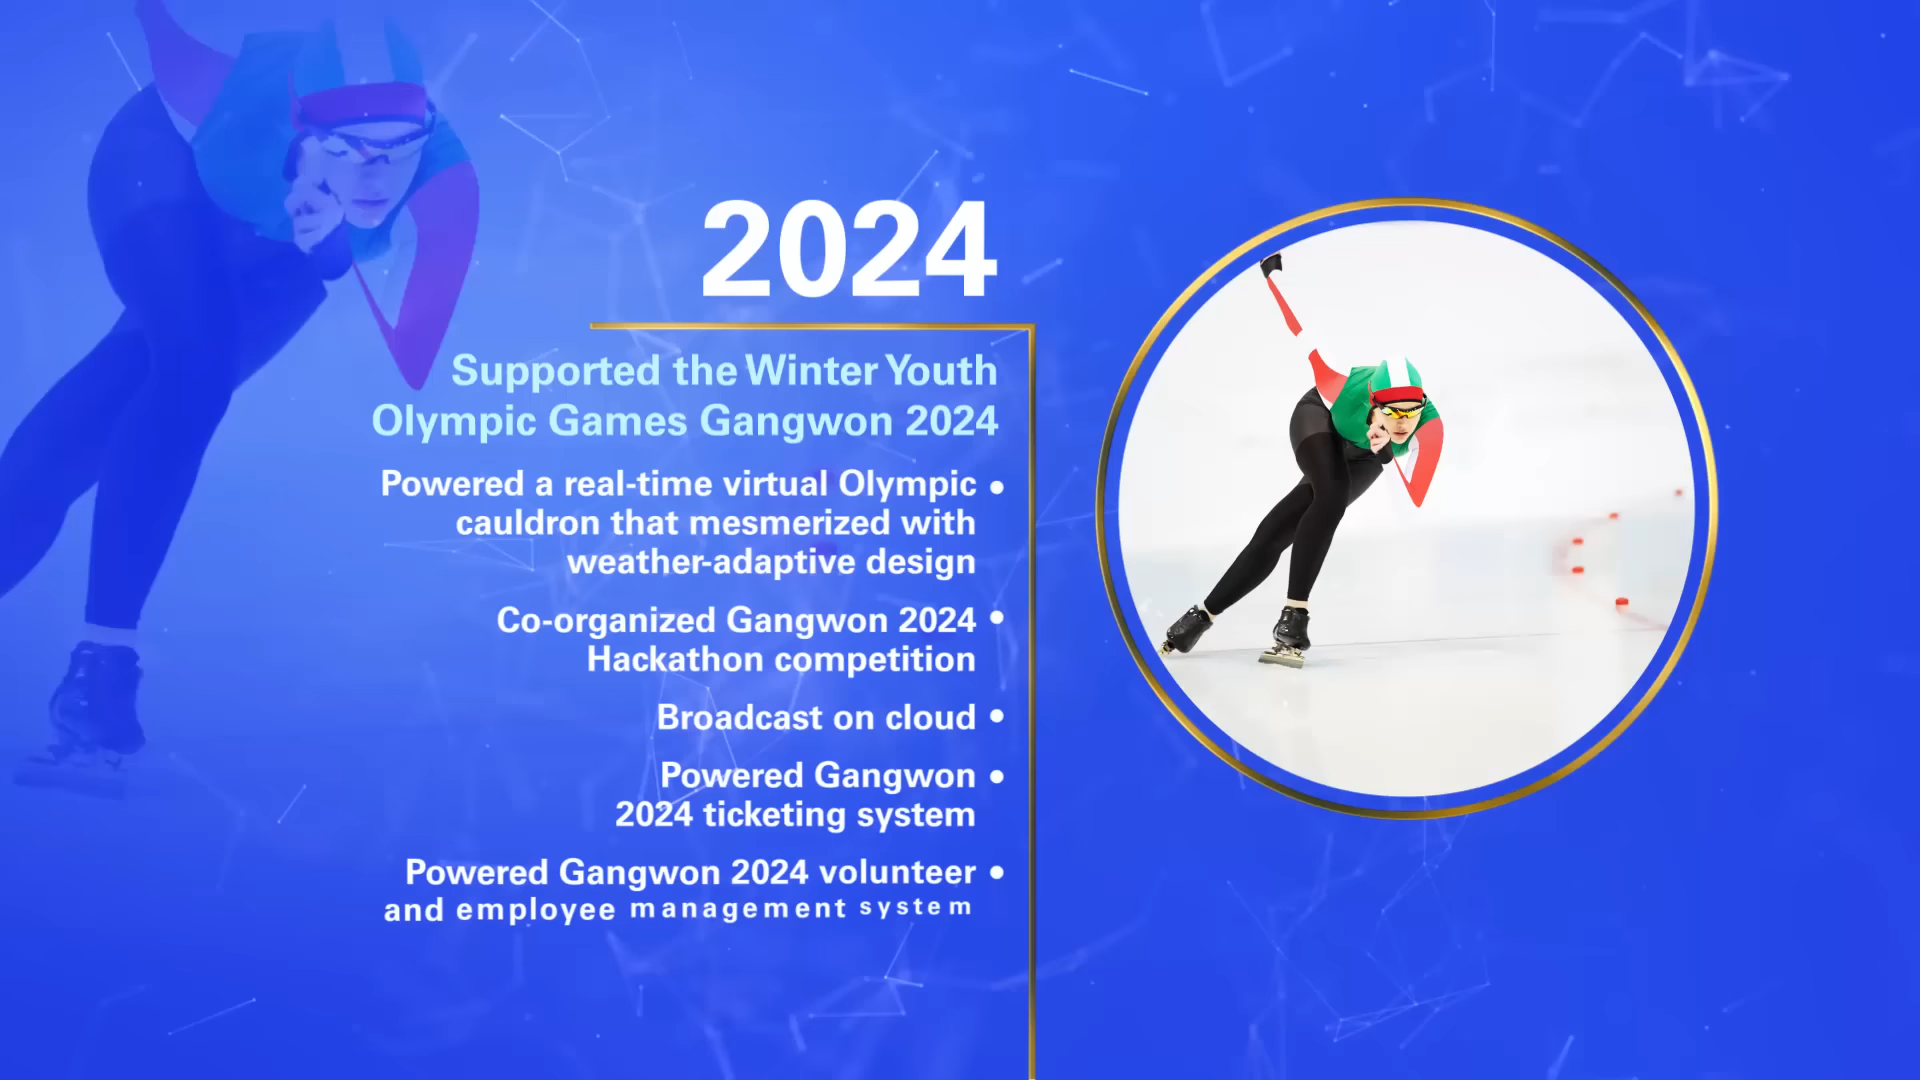 2024
Supported the Winter Youth
Olympic Games Gangwon 2024
Powered a real-time virtual Olympic •
cauldron that mesmerized with
weather-adaptive design
Co-organized Gangwon 2024 •
Hackathon competition
Broadcast on cloud •
Powered Gangwon •
2024 ticketing system
Powered Gangwon 2024 volunteer •
and employee management system